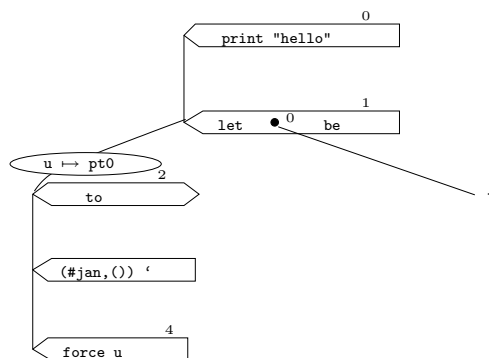 0
print "hello"
1
let 0 be
u ↦ pt0
2
to
(#jan,()) ‘
4
force u